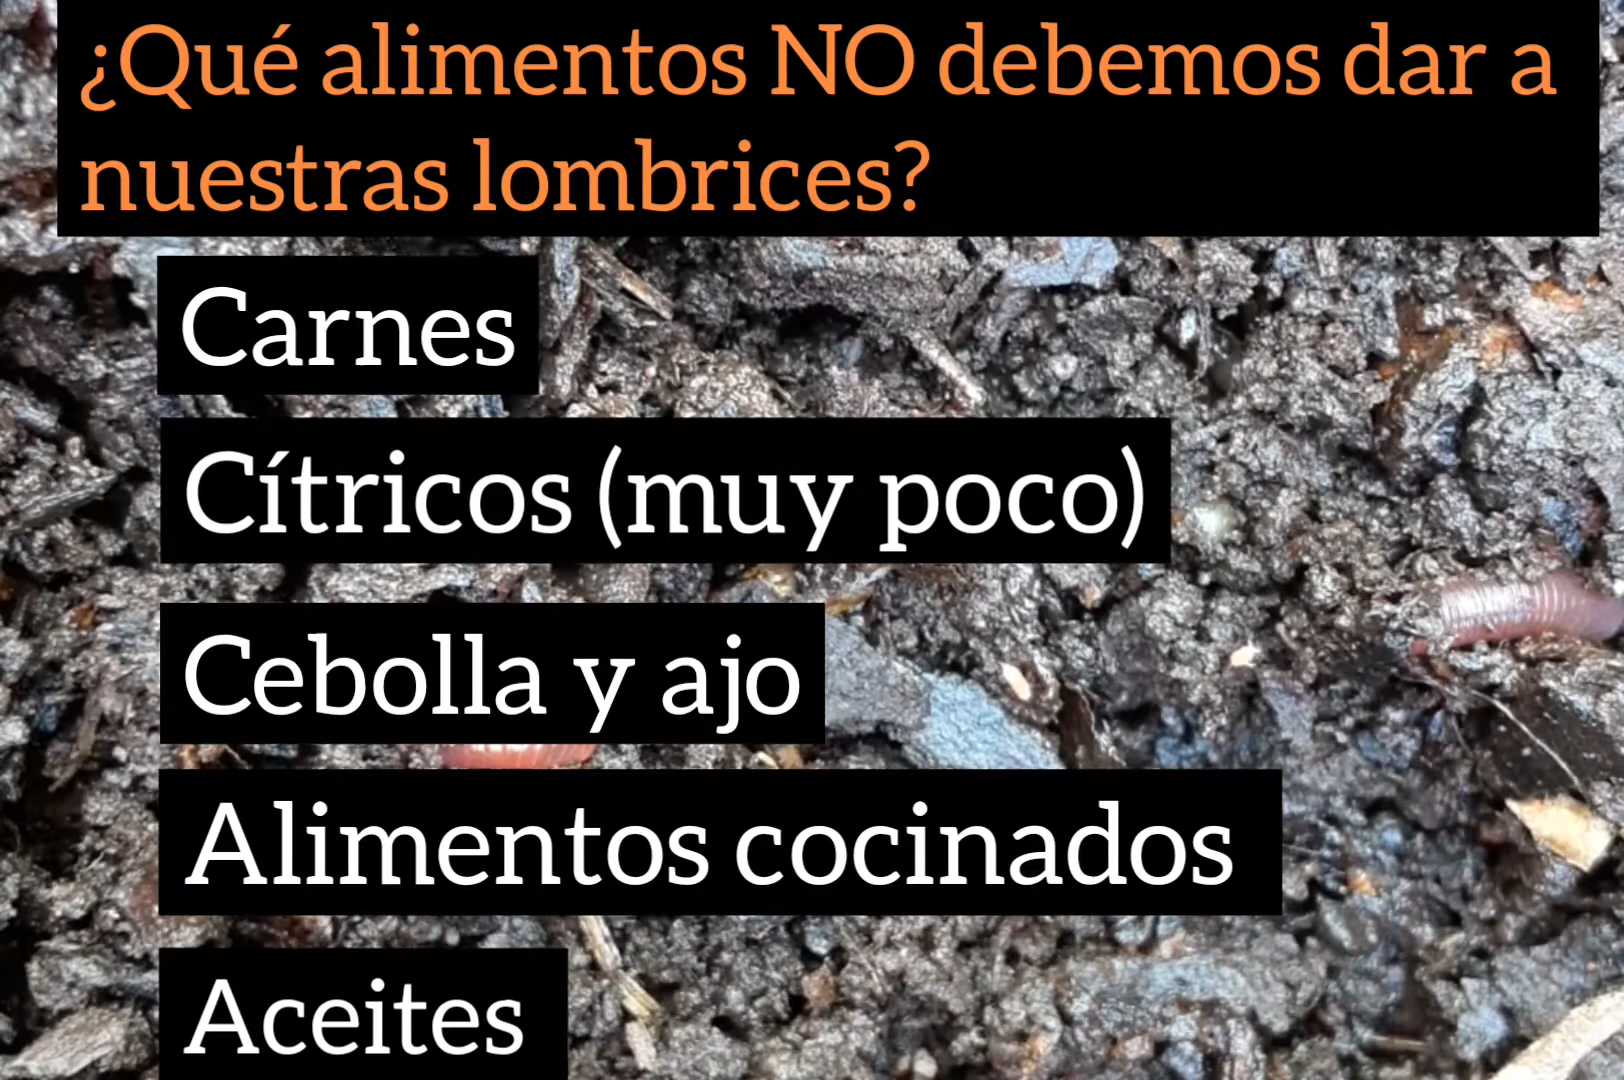 ¿Qué alimentos NO debemos dar a
nuestras lombrices?
Carnes
Cítricos (muy poco)
Cebolla y ajo
Alimentos cocinados
Aceites